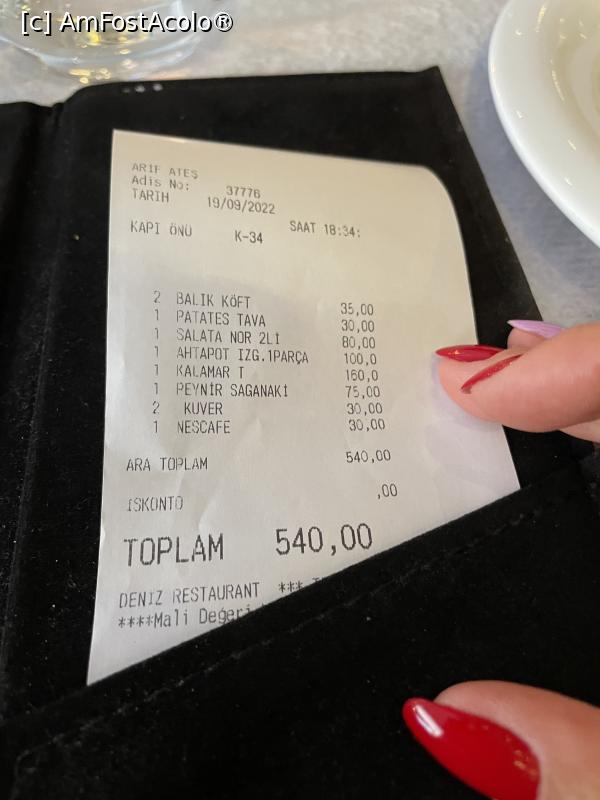 [c] AmFostAcolo®
ARIF ATEŞ
Adis No: 37776
TARIH 19/09/2022
KAPI ÖNÜ K-34 SAAT 18:34:
2 BALIK KÖFT 35,00
1 PATATES TAVA 30,00
1 SALATA NOR 2Lİ 80,00
1 AHTAPOT IZG.1PARÇA 100,0
1 KALAMAR T 160,0
1 PEYNİR SAGANAKİ 75,00
2 KUVER 30,00
1 NESCAFE 30,00
ARA TOPLAM 540,00
ISKONTO ,00
TOPLAM 540,00
DENIZ RESTAURANT ***
****Mali Değeri